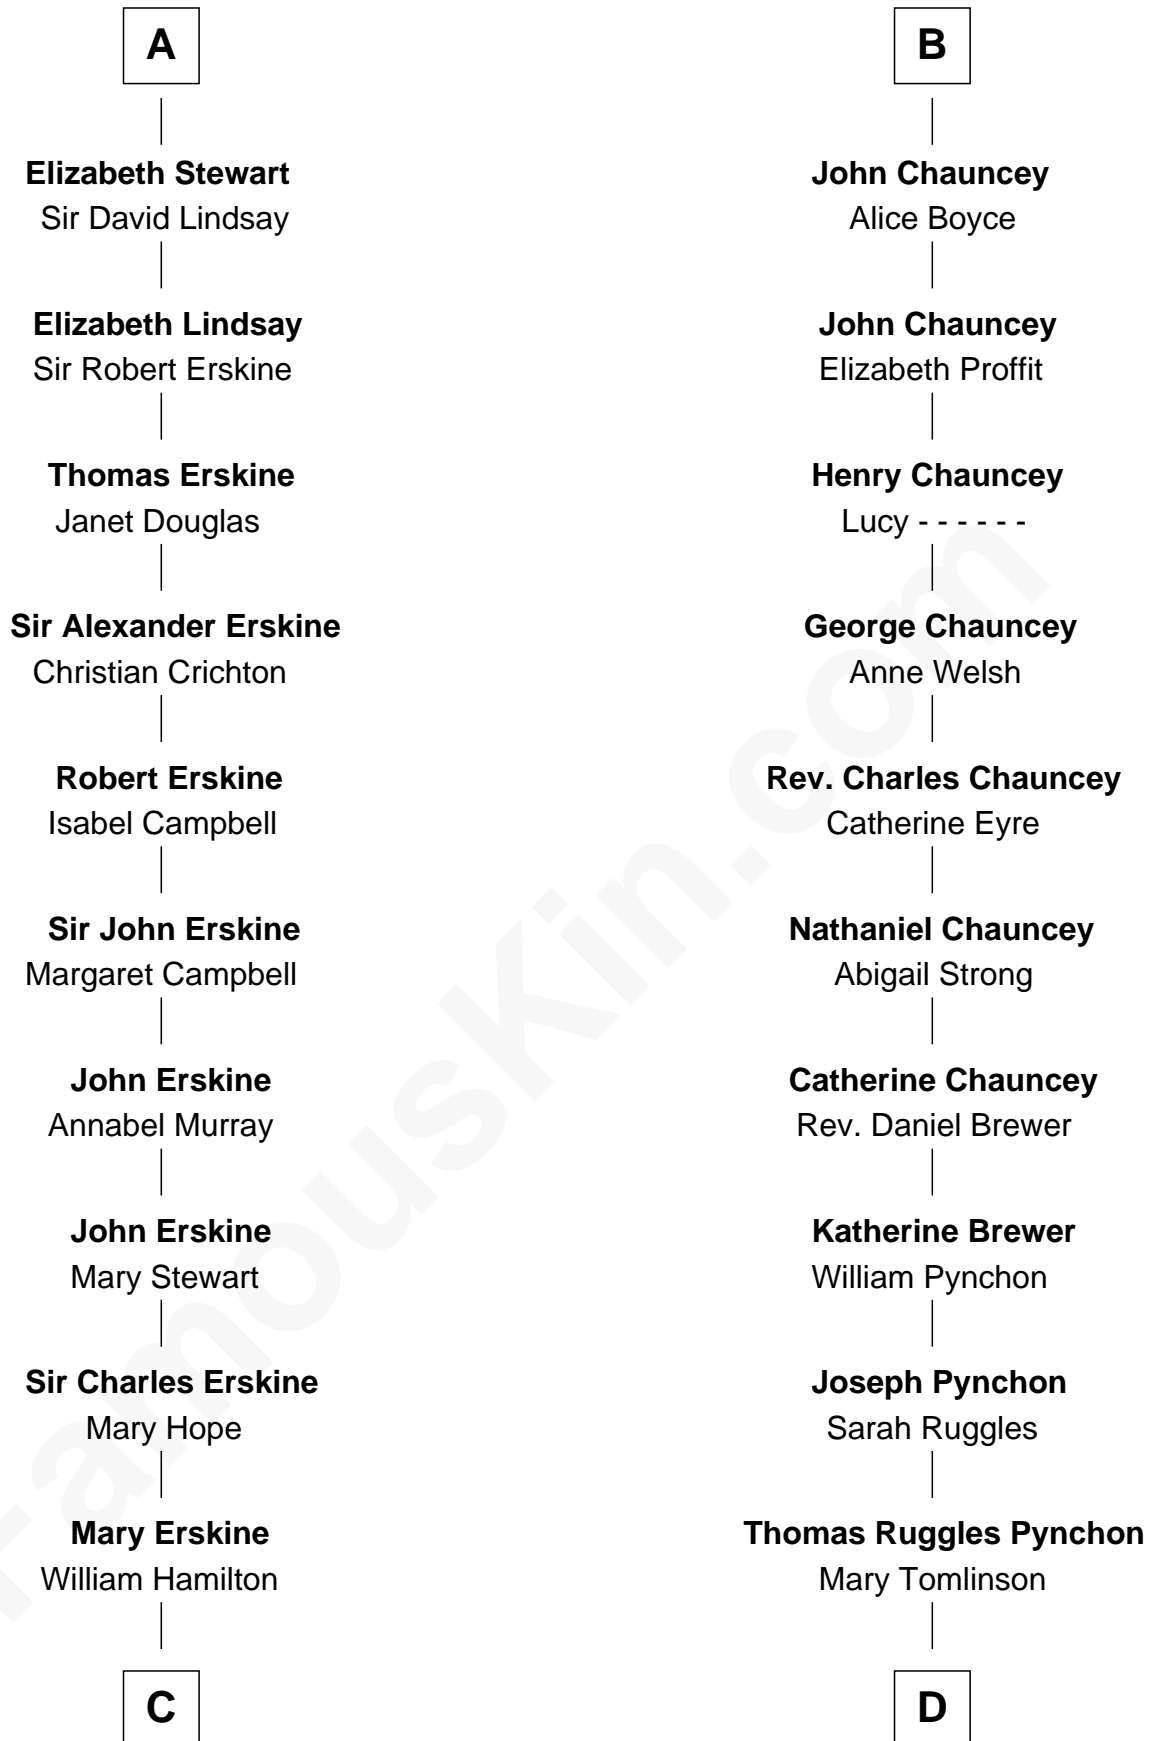 A
Elizabeth Stewart
Sir David Lindsay
Elizabeth Lindsay
Sir Robert Erskine
Thomas Erskine
Janet Douglas
Sir Alexander Erskine
Christian Crichton
Robert Erskine
Isabel Campbell
Sir John Erskine
Margaret Campbell
John Erskine
Annabel Murray
John Erskine
Mary Stewart
Sir Charles Erskine
Mary Hope
Mary Erskine
William Hamilton
C
B
John Chauncey
Alice Boyce
John Chauncey
Elizabeth Proffit
Henry Chauncey
Lucy - - - - - -
George Chauncey
Anne Welsh
Rev. Charles Chauncey
Catherine Eyre
Nathaniel Chauncey
Abigail Strong
Catherine Chauncey
Rev. Daniel Brewer
Katherine Brewer
William Pynchon
Joseph Pynchon
Sarah Ruggles
Thomas Ruggles Pynchon
Mary Tomlinson
D
FamousKin.com